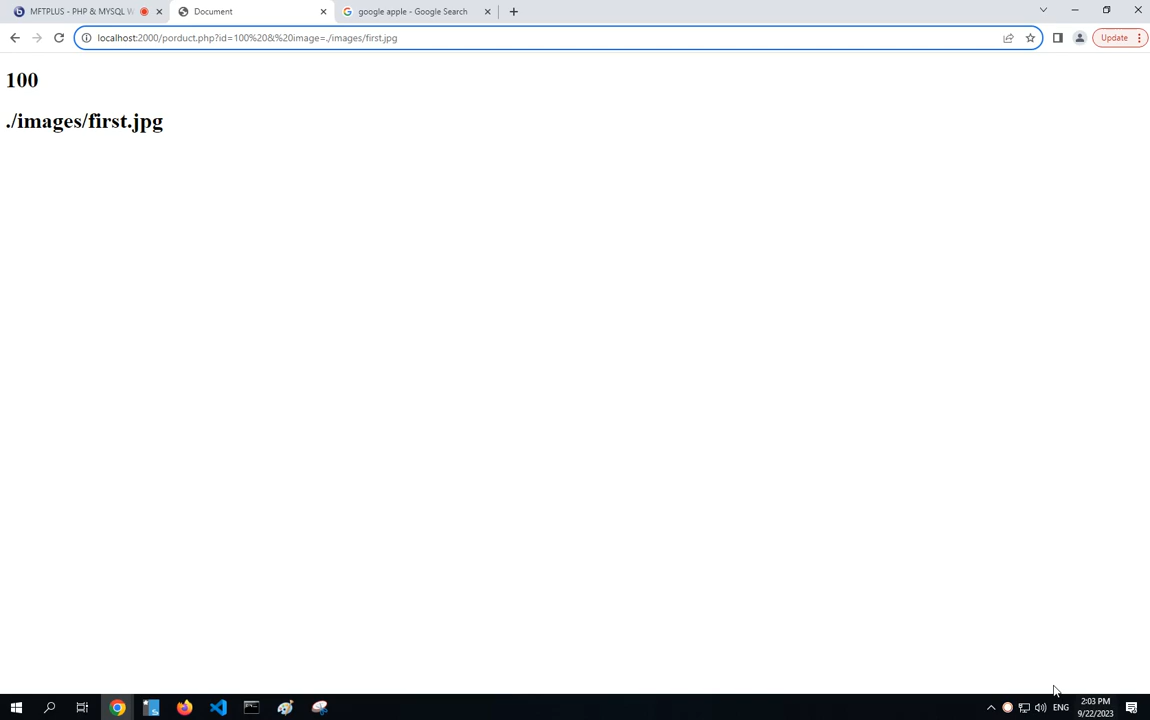 MFTPLUS - PHP & MYSQL W
Document
google apple - Google Search
localhost:2000/porduct.php?id=100%20&%20image=./images/first.jpg
Update
100
./images/first.jpg
ENG
2:03 PM
9/22/2023